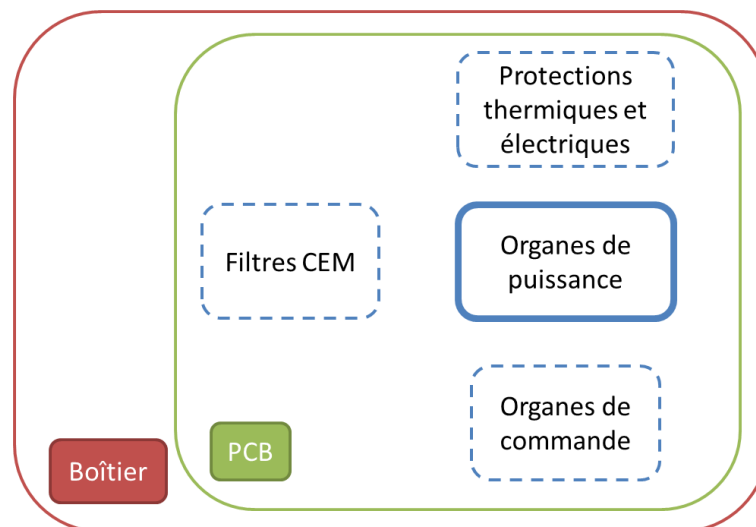 Protections
thermiques et
électriques
Filtres CEM
Organes de
puissance
Organes de
commande
PCB
Boîtier